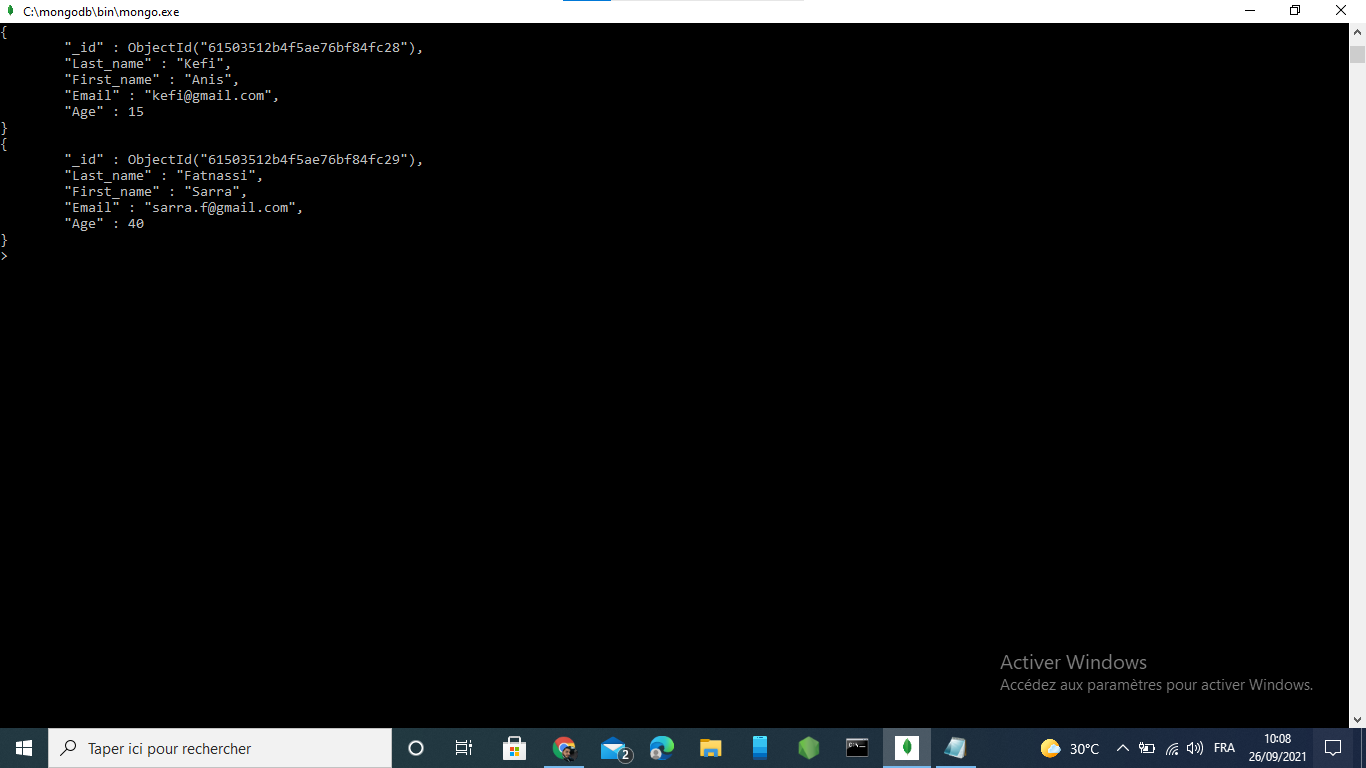 C:\mongodb\bin\mongo.exe
{
"_id" : ObjectId("61503512b4f5ae76bf84fc28"),
"Last_name" : "Kefi",
"First_name" : "Anis",
"Email" : "kefi@gmail.com",
"Age" : 15
}
{
"_id" : ObjectId("61503512b4f5ae76bf84fc29"),
"Last_name" : "Fatnassi",
"First_name" : "Sarra",
"Email" : "sarra.f@gmail.com",
"Age" : 40
}
>
Activer Windows
Accédez aux paramètres pour activer Windows.
Taper ici pour rechercher
2
30°C
FRA
10:08
26/09/2021